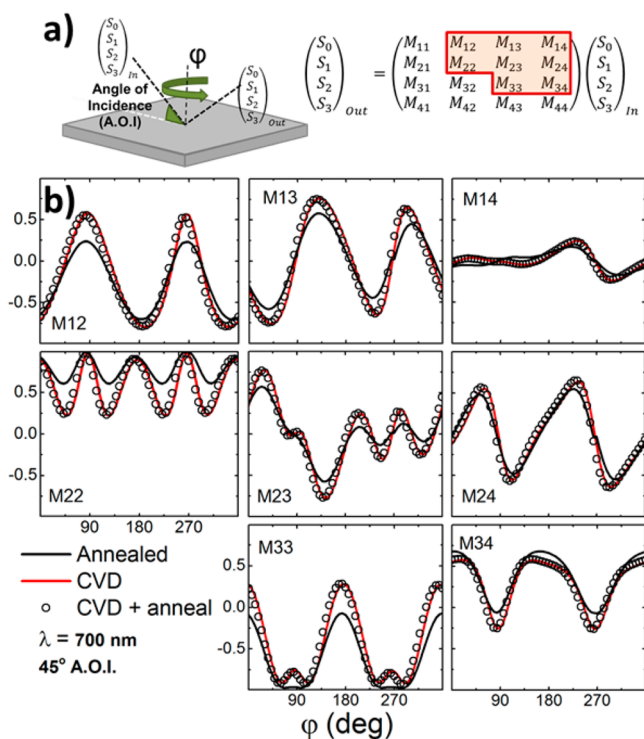 a)
φ
S0
S1
S2
S3 In
Angle of
Incidence
(A.O.I)
S0
S1
S2
S3 Out
S0
S1
S2
S3 Out
=
M11 M12 M13 M14
M21 M22 M23 M24
M31 M32 M33 M34
M41 M42 M43 M44
S0
S1
S2
S3 In
b)
M13
M14
0.5
0.0
-0.5
M12
0.5
0.0
-0.5
M22
M23
M24
90 180 270
Annealed
CVD
CVD + anneal
λ = 700 nm
45° A.O.I.
M33
M34
0.5
0.0
-0.5
90 180 270
90 180 270
φ (deg)